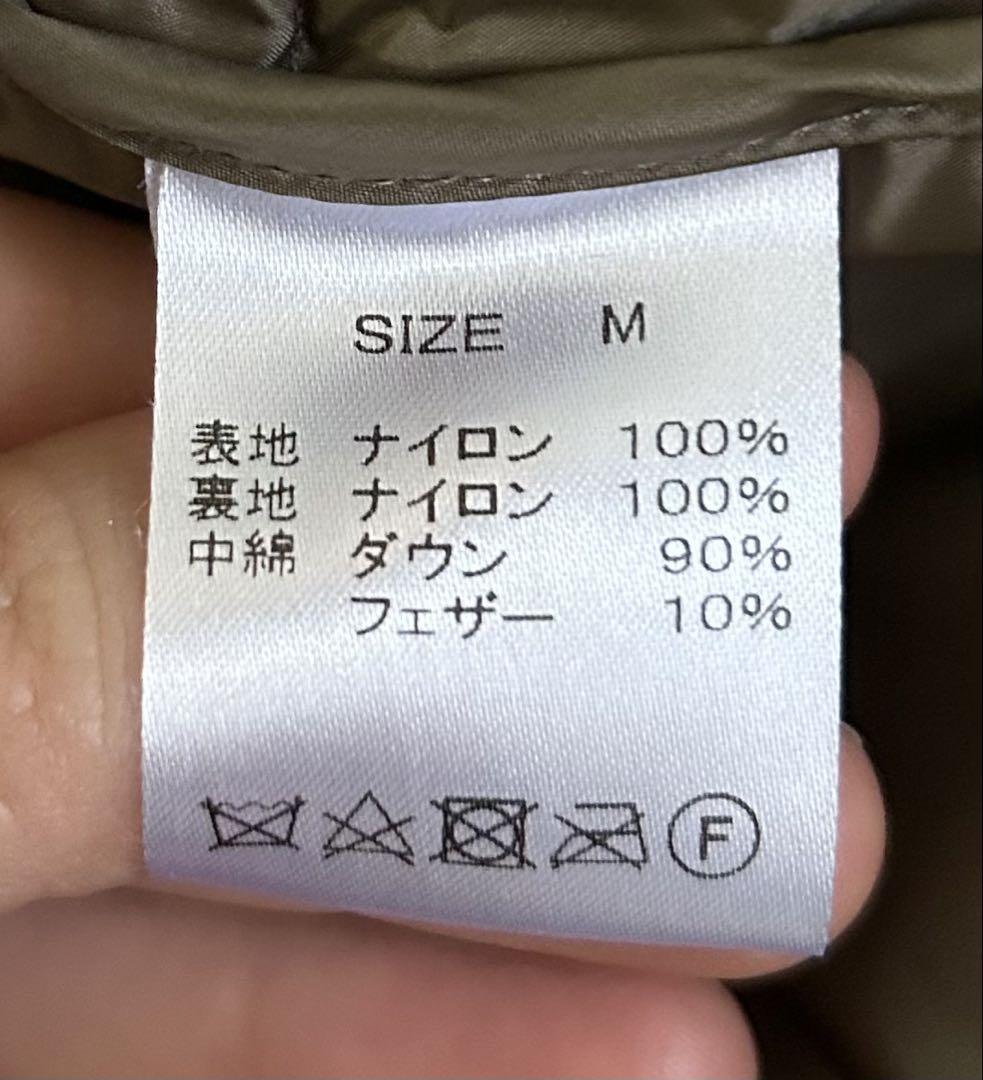 SIZE M
表地 ナイロン 100%
裏地 ナイロン 100%
中綿 ダウン 90%
フェザー 10%
F